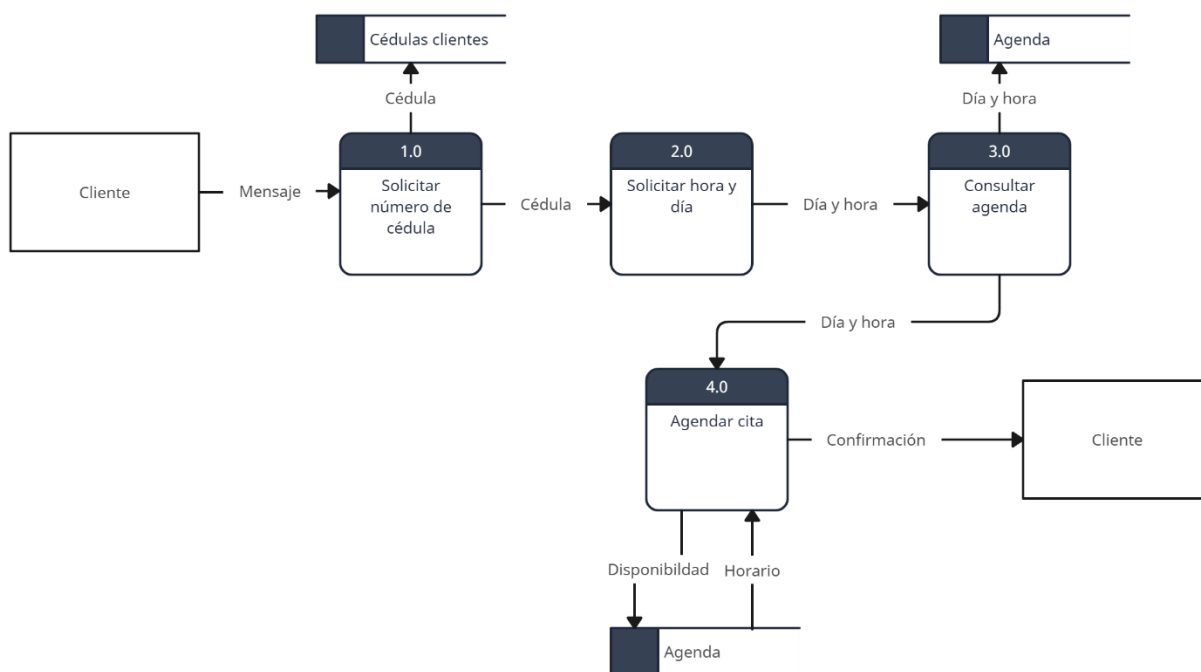 Cédulas clientes
Agenda
Cédula
Día y hora
1.0
2.0
3.0
Cliente
Mensaje
Solicitar
número de
cédula
Cédula
Solicitar hora y
día
Día y hora
Consultar
agenda
Día y hora
4.0
Agendar cita
Confirmación
Cliente
Disponibildad
Horario
Agenda